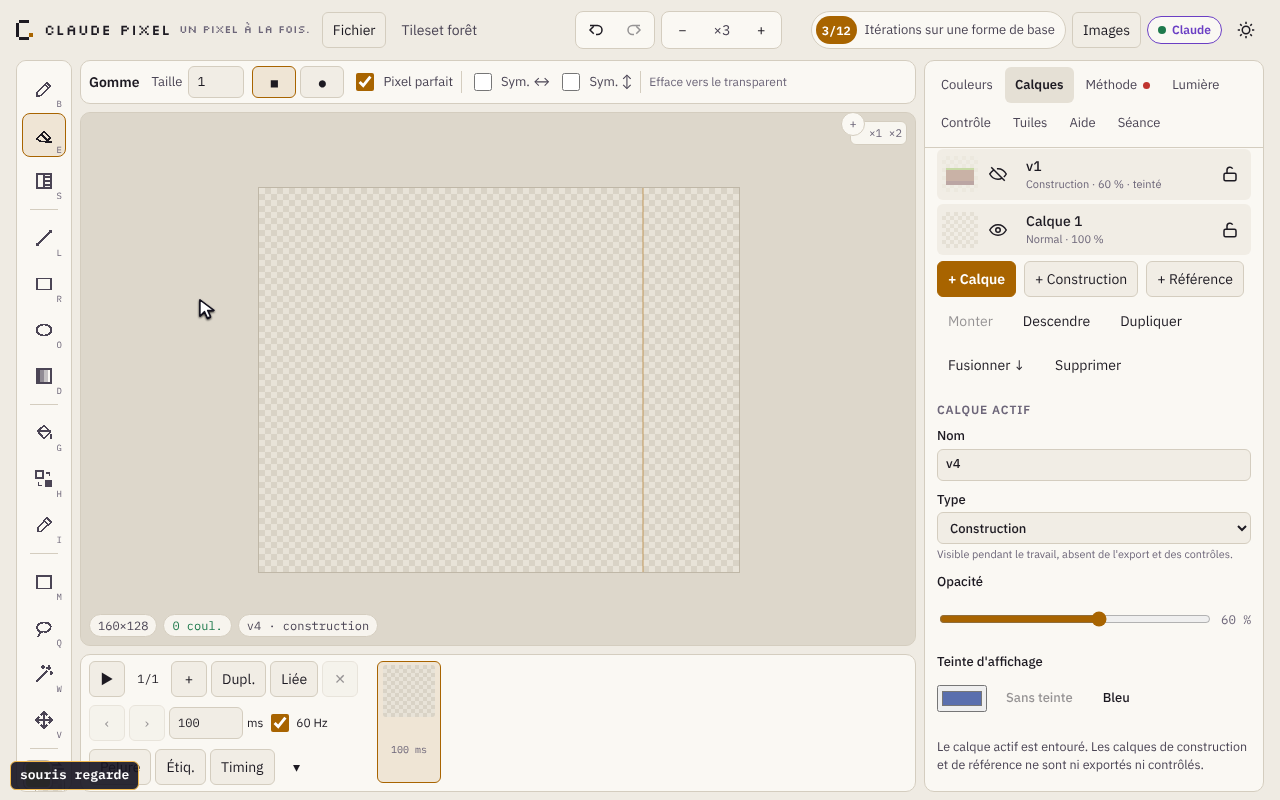 CLAUDE PIXEL UN PIXEL À LA FOIS. Fichier Tileset forêt − ×3 + 3/12 Itérations sur une forme de base Images Claude
Gomme Taille 1 Pixel parfait Sym. ↔ Sym. ↕ Efface vers le transparent
B
E
S
L
R
O
D
G
H
I
M
Q
W
V
+ ×1 ×2
160×128 0 coul. v4 · construction
1/1 + Dupl. Liée ✕
‹ › 100 ms 60 Hz
Étiq. Timing ▼
100 ms
souris regarde
Couleurs Calques Méthode Lumière
Contrôle Tuiles Aide Séance
v1
Construction · 60 % · teinté
Calque 1
Normal · 100 %
+ Calque + Construction + Référence
Monter Descendre Dupliquer
Fusionner ↓ Supprimer
CALQUE ACTIF
Nom
v4
Type
Construction
Visible pendant le travail, absent de l'export et des contrôles.
Opacité
60 %
Teinte d'affichage
Sans teinte Bleu
Le calque actif est entouré. Les calques de construction
et de référence ne sont ni exportés ni contrôlés.